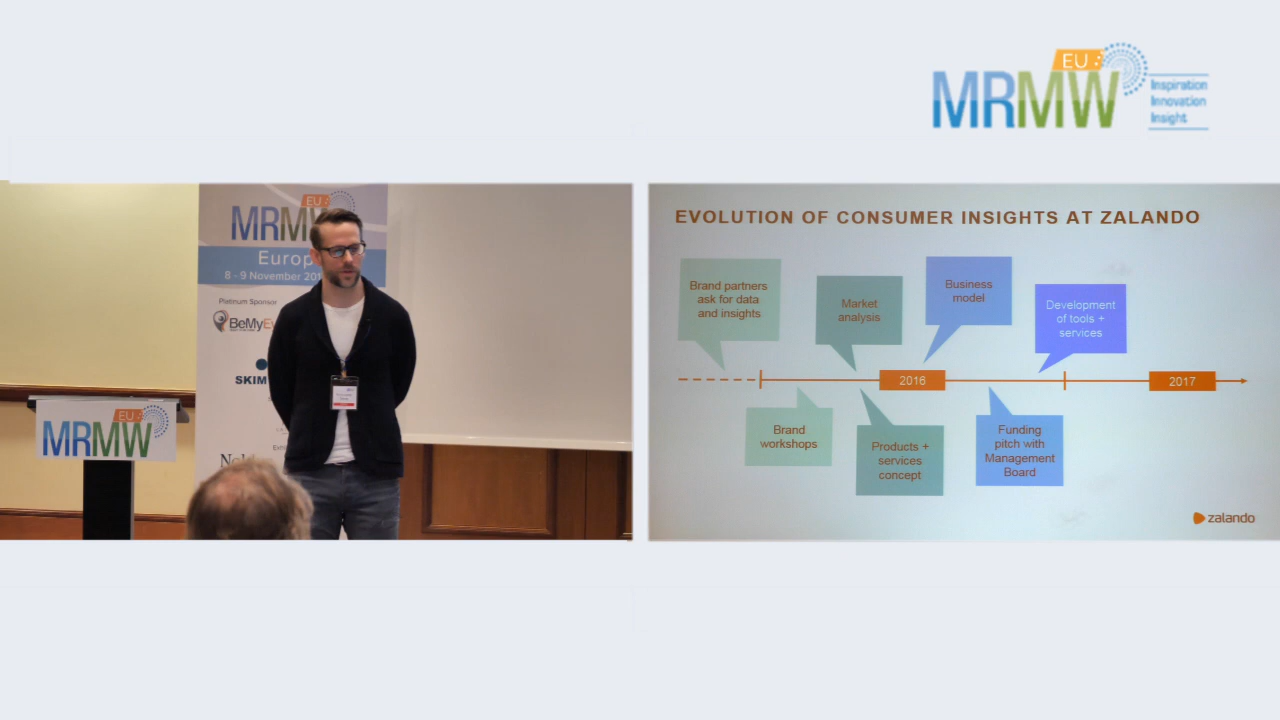 EU
MRMW
Inspiration
Innovation
Insight
EU
MRMW
Europ
8 - 9 November 201
Platinum Sponsor
BeMyEy
SKIM
EU
MRMW
EVOLUTION OF CONSUMER INSIGHTS AT ZALANDO
Brand partners
ask for data
and insights
Market
analysis
Business
model
Development
of tools +
services
2016
2017
Brand
workshops
Products +
services
concept
Funding
pitch with
Management
Board
zalando